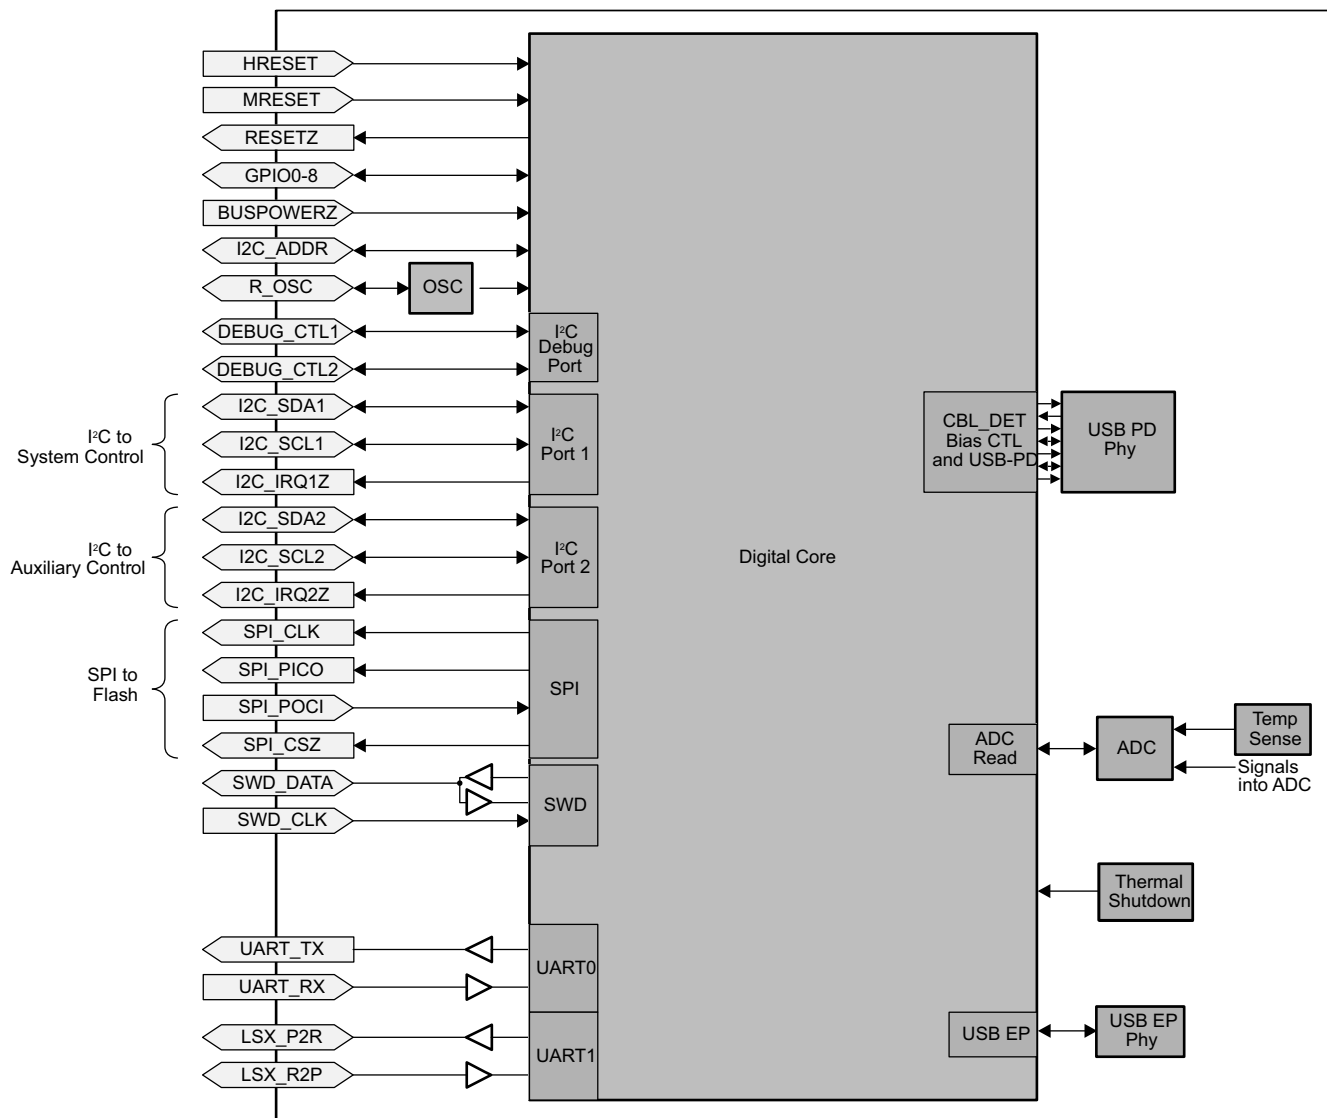 HRESET
MRESET
RESETZ
GPIO0-8
BUSPOWERZ
I2C_ADDR
R_OSC
OSC
DEBUG_CTL1
DEBUG_CTL2
I²C
Debug
Port
I²C to
System Control
I2C_SDA1
I2C_SCL1
I2C_IRQ1Z
I²C
Port 1
CBL_DET
Bias CTL
and USB-PD
USB PD
Phy
I²C to
Auxiliary Control
I2C_SDA2
I2C_SCL2
I2C_IRQ2Z
I²C
Port 2
Digital Core
SPI to
Flash
SPI_CLK
SPI_PICO
SPI_POCI
SPI_CSZ
SPI
ADC
Read
ADC
Temp
Sense
Signals
into ADC
SWD_DATA
SWD_CLK
SWD
Thermal
Shutdown
UART_TX
UART_RX
UART0
LSX_P2R
LSX_R2P
UART1
USB EP
USB EP
Phy